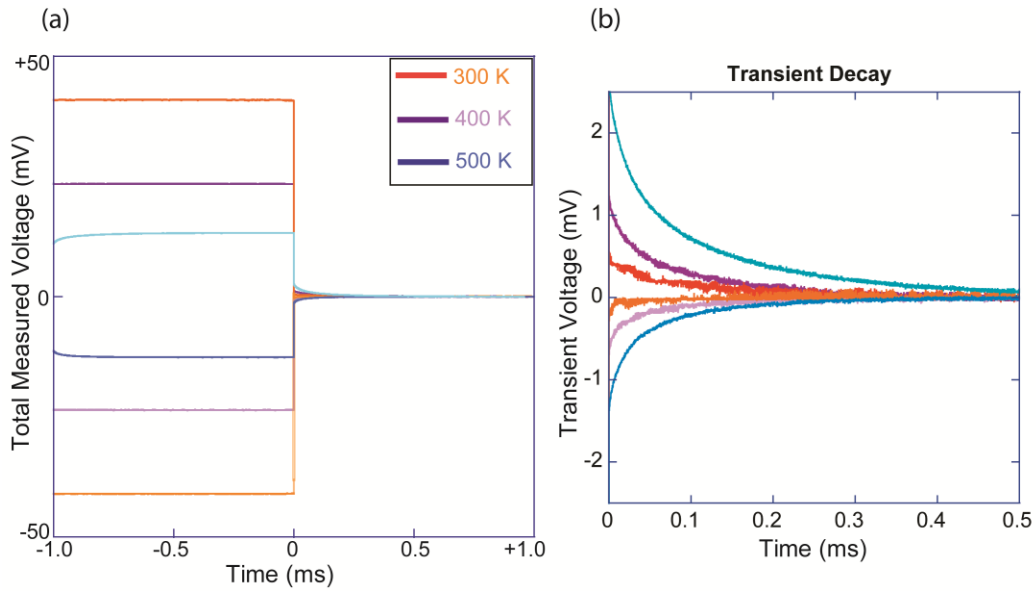 (a)
+50
0
-50
Total Measured Voltage (mV)
300 K
400 K
500 K
-1.0
-0.5
0
0.5
+1.0
Time (ms)
(b)
Transient Decay
2
1
0
-1
-2
Transient Voltage (mV)
0
0.1
0.2
0.3
0.4
0.5
Time (ms)